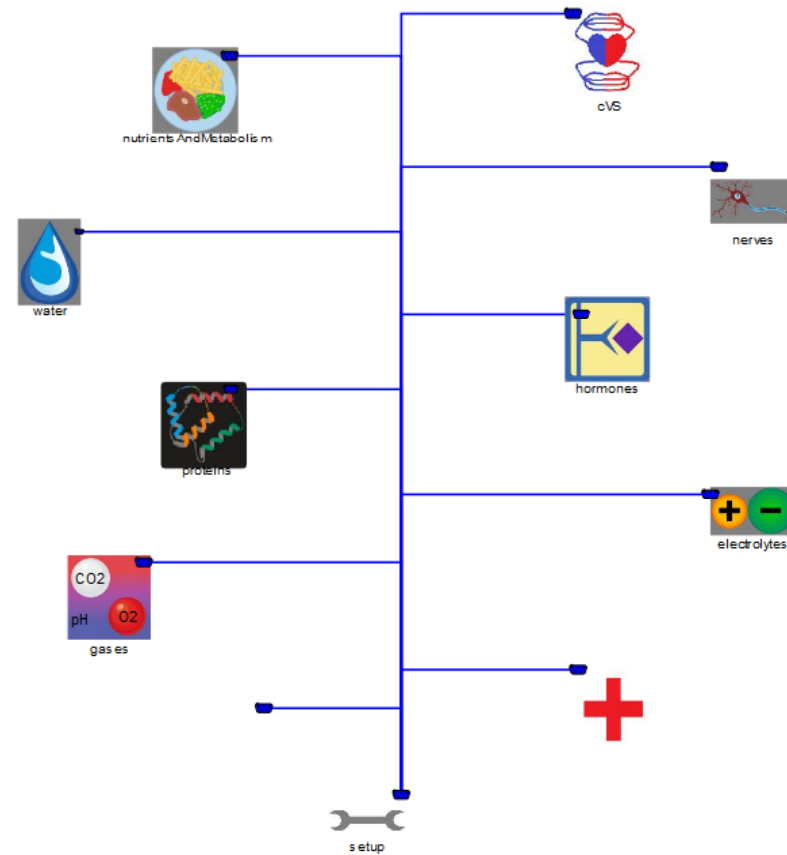 cVS
nutrientsAndMetabolism
nerves
water
hormones
proteins
+ −
electrolytes
CO2
pH
O2
gases
setup